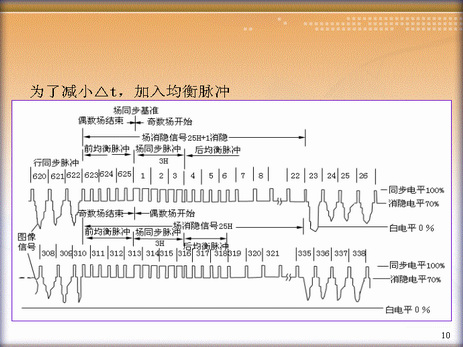 为了减小△t，加入均衡脉冲
场同步基准
偶数场结束 奇数场开始
场消隐信号25H+1消隐
前均衡脉冲 场同步脉冲 后均衡脉冲
3H
行同步脉冲
620 621 622 623 624 625 1 2 3 4 5 6 7 8 22 23 24 25 26
同步电平100%
消隐电平70%
白电平0%
奇数场结束 偶数场开始
场消隐信号25H
前均衡脉冲 场同步脉冲 后均衡脉冲
3H
图像
信号
308 309 310 311 312 313 314 315 316 317 318 319 320 321 335 336 337 338
同步电平100%
消隐电平70%
白电平0%
10